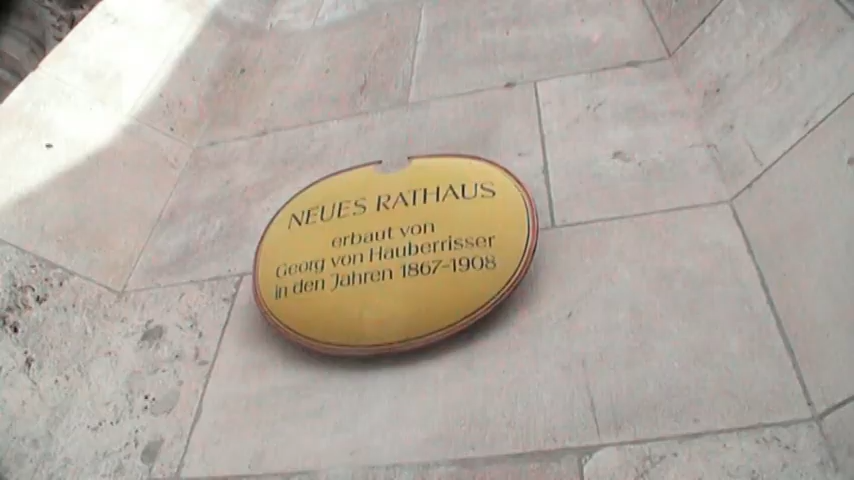 NEUES RATHAUS
erbaut von
Georg von Hauberrisser
in den Jahren 1867-1908